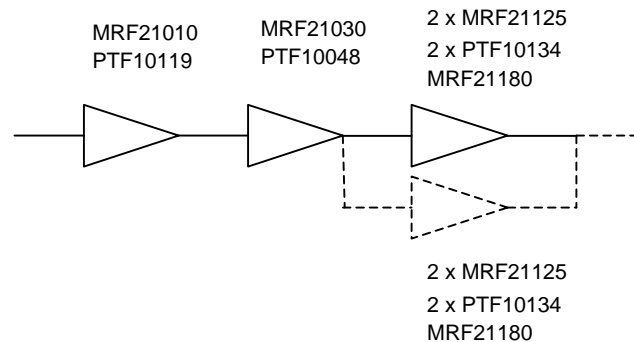 MRF21010
PTF10119
MRF21030
PTF10048
2 x MRF21125
2 x PTF10134
MRF21180
2 x MRF21125
2 x PTF10134
MRF21180